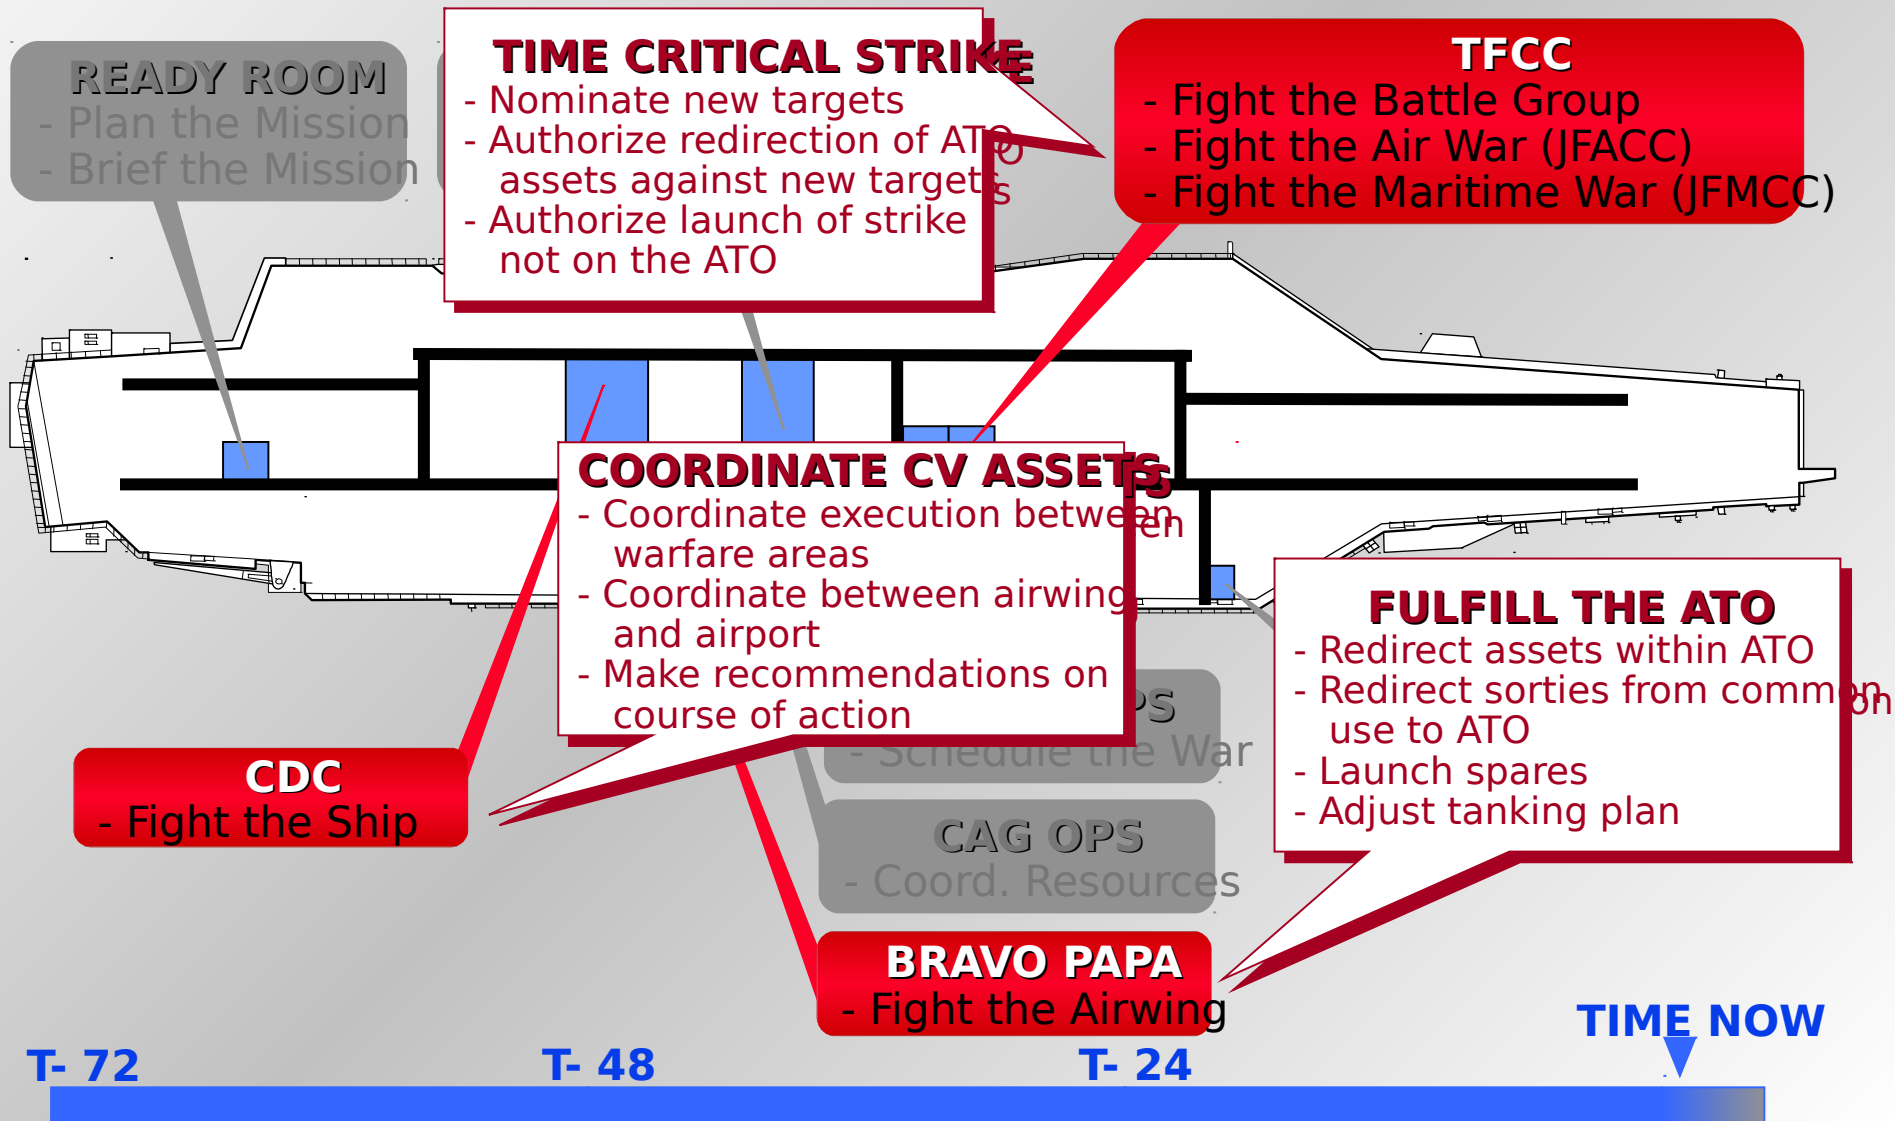 READY ROOM
- Plan the Mission
- Brief the Mission
TIME CRITICAL STRIKE
- Nominate new targets
- Authorize redirection of ATO
assets against new targets
- Authorize launch of strike
not on the ATO
TFCC
- Fight the Battle Group
- Fight the Air War (JFACC)
- Fight the Maritime War (JFMCC)
COORDINATE CV ASSETS
- Coordinate execution between
warfare areas
- Coordinate between airwing
and airport
- Make recommendations on
course of action
FULFILL THE ATO
- Redirect assets within ATO
- Redirect sorties from common
use to ATO
- Launch spares
- Adjust tanking plan
PS
- Schedule the War
CDC
- Fight the Ship
CAG OPS
- Coord. Resources
BRAVO PAPA
- Fight the Airwing
TIME NOW
T- 72
T- 48
T- 24